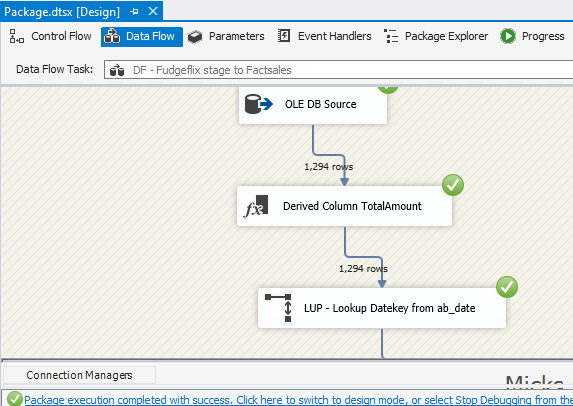 Package.dtsx [Design]
Control Flow Data Flow Parameters Event Handlers Package Explorer Progress
Data Flow Task: DF - Fudgeflix stage to Factsales
OLE DB Source
1,294 rows
Derived Column TotalAmount
1,294 rows
LUP - Lookup Datekey from ab_date
Connection Managers
Package execution completed with success. Click here to switch to design mode, or select Stop Debugging from the